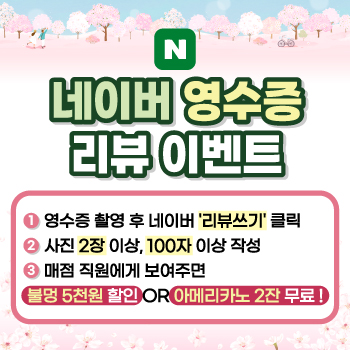 N
네이버 영수증
리뷰 이벤트
1 영수증 촬영 후 네이버 '리뷰쓰기' 클릭
2 사진 2장 이상, 100자 이상 작성
3 매점 직원에게 보여주면
불멍 5천원 할인 OR 아메리카노 2잔 무료!